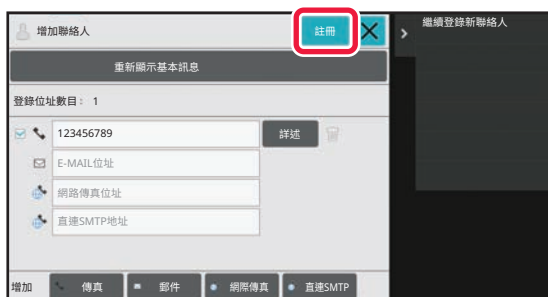 增加聯絡人
註冊
繼續登錄新聯絡人
重新顯示基本訊息
登錄位址數目： 1
123456789
詳述
E-MAIL位址
網路傳真位址
直連SMTP地址
增加 傳真 郵件 網際傳真 直連SMTP